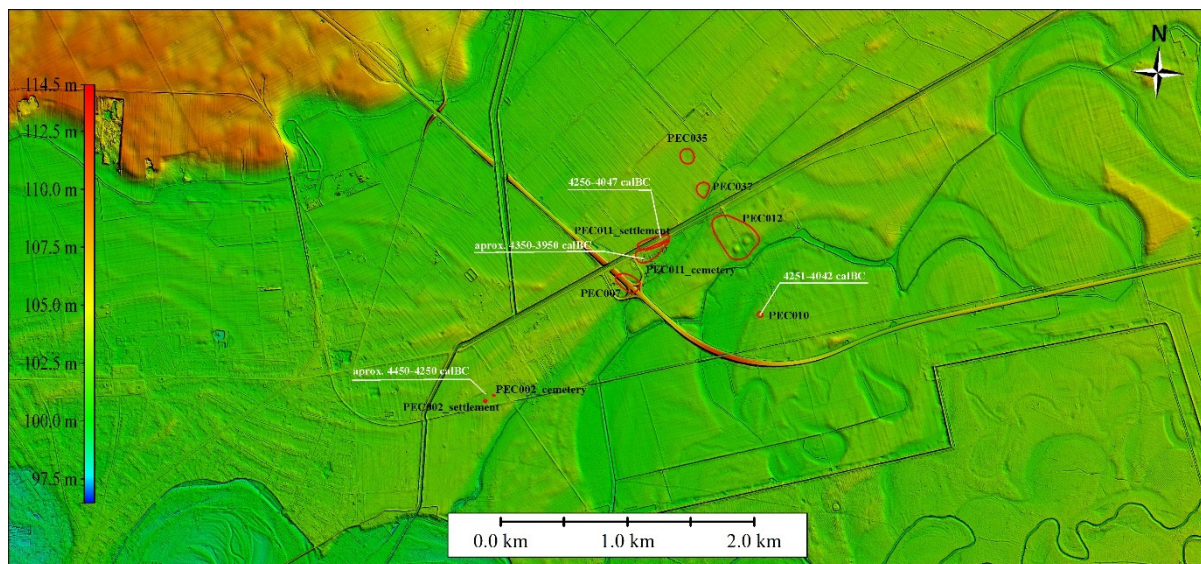 N
114.5 m
112.5 m
110.0 m
107.5 m
105.0 m
102.5 m
100.0 m
97.5 m
PEC035
4256-4047 calBC
PEC037
PEC012
PEC011_settlement
aprox. 4350-3950 calBC
PEC011_cemetery
4251-4042 calBC
PEC007
PEC010
aprox. 4450-4250 calBC
PEC002_cemetery
PEC002_settlement
0.0 km
1.0 km
2.0 km